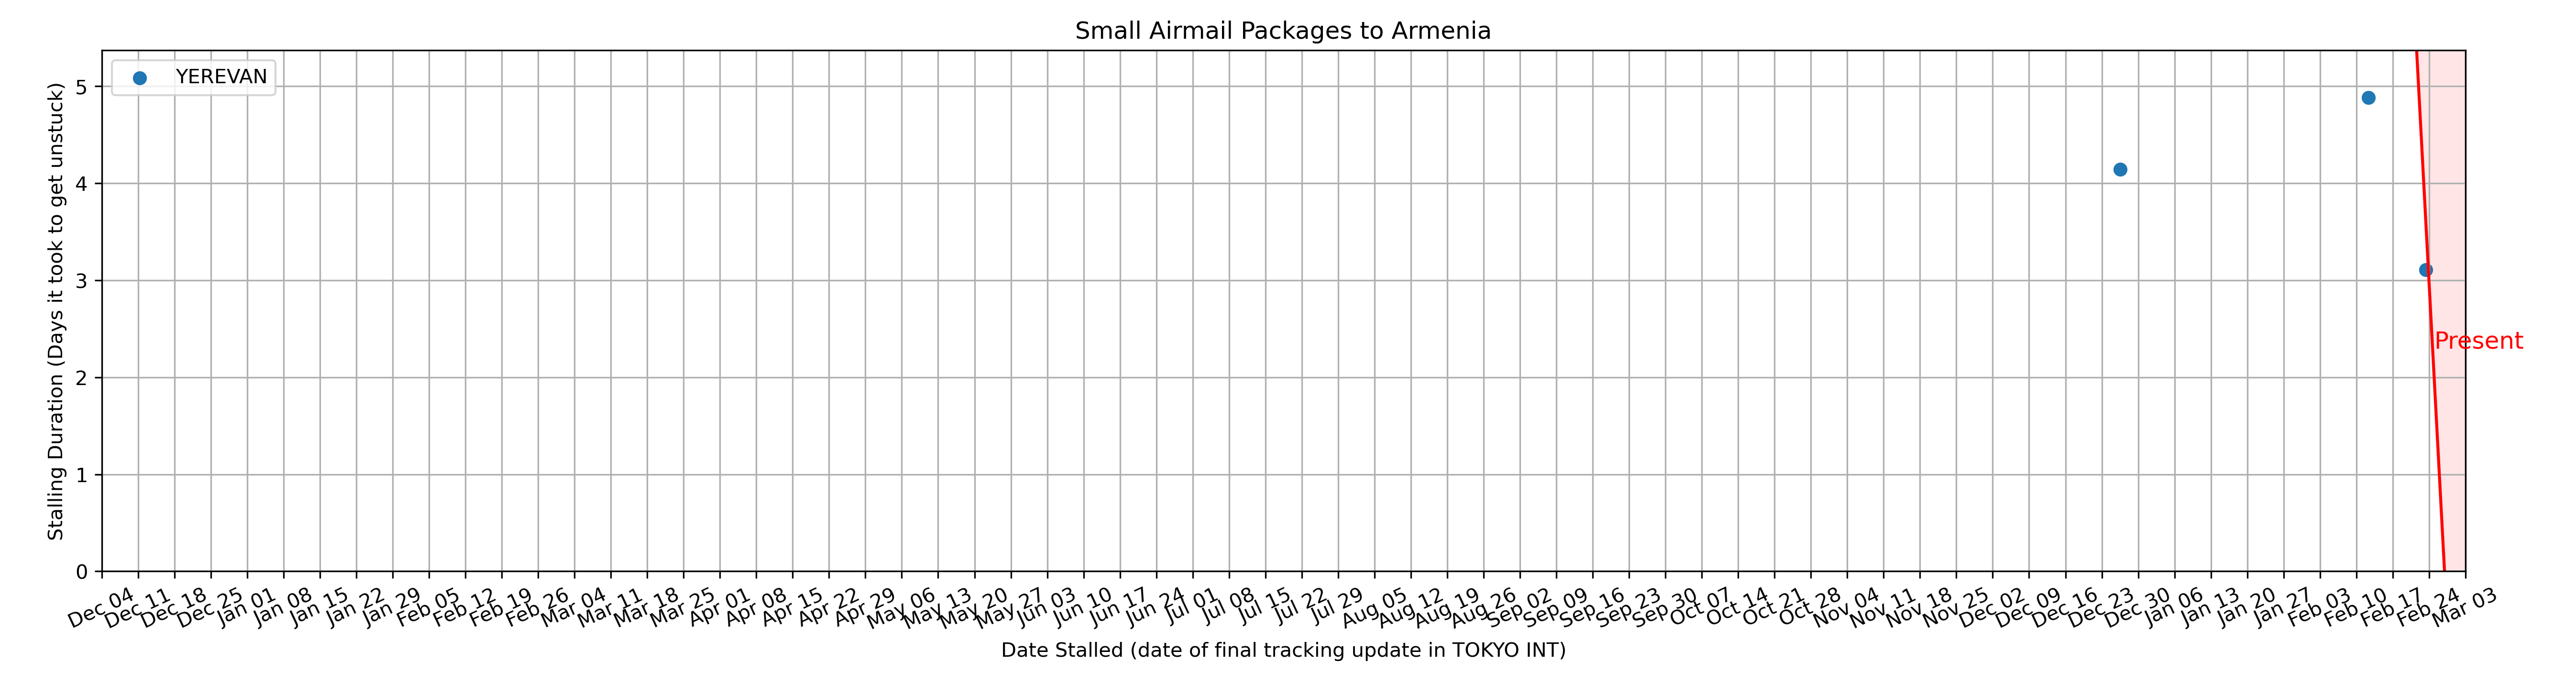 Small Airmail Packages to Armenia
YEREVAN
Stalling Duration (Days it took to get unstuck)
5
4
3
2
1
0
Present
Dec 04 Dec 11 Dec 18 Dec 25 Jan 01 Jan 08 Jan 15 Jan 22 Jan 29 Feb 05 Feb 12 Feb 19 Feb 26 Mar 04 Mar 11 Mar 18 Mar 25 Apr 01 Apr 08 Apr 15 Apr 22 Apr 29 May 06 May 13 May 20 May 27 Jun 03 Jun 10 Jun 17 Jun 24 Jul 01 Jul 08 Jul 15 Jul 22 Jul 29 Aug 05 Aug 12 Aug 19 Aug 26 Sep 02 Sep 09 Sep 16 Sep 23 Sep 30 Oct 07 Oct 14 Oct 21 Oct 28 Nov 04 Nov 11 Nov 18 Nov 25 Dec 02 Dec 09 Dec 16 Dec 23 Dec 30 Jan 06 Jan 13 Jan 20 Jan 27 Feb 03 Feb 10 Feb 17 Feb 24 Mar 03
Date Stalled (date of final tracking update in TOKYO INT)